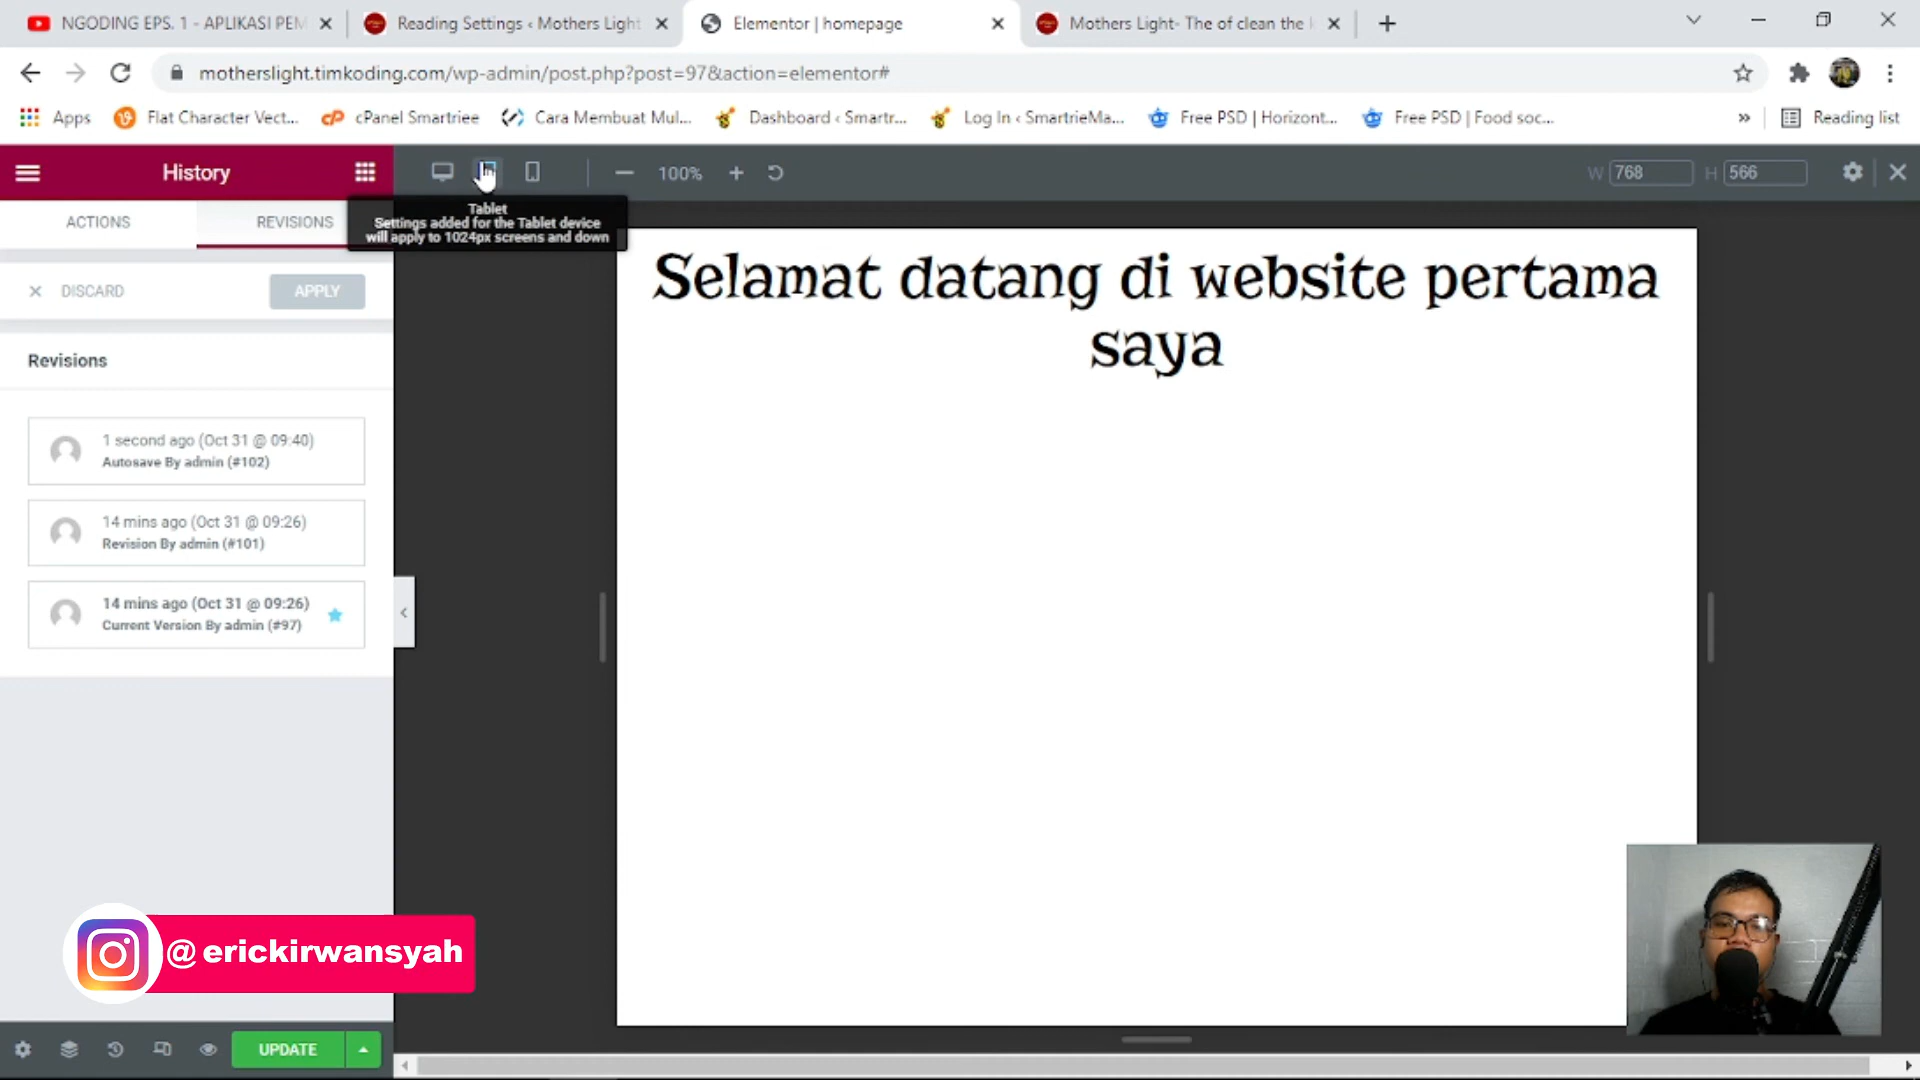 NGODING EPS. 1 - APLIKASI PEM
Reading Settings ‹ Mothers Light
Elementor | homepage
Mothers Light- The of clean the
motherslight.timkoding.com/wp-admin/post.php?post=97&action=elementor#
Apps
Flat Character Vect...
cPanel Smartriee
Cara Membuat Mul...
Dashboard ‹ Smartr...
Log In ‹ SmartrieMa...
Free PSD | Horizont...
Free PSD | Food soc...
»
Reading list
History
100%
W 768
H 566
ACTIONS
REVISIONS
Tablet
Settings added for the Tablet device
will apply to 1024px screens and down
DISCARD
APPLY
Selamat datang di website pertama
saya
Revisions
1 second ago (Oct 31 @ 09:40)
Autosave By admin (#102)
14 mins ago (Oct 31 @ 09:26)
Revision By admin (#101)
14 mins ago (Oct 31 @ 09:26)
Current Version By admin (#97)
@erickirwansyah
UPDATE